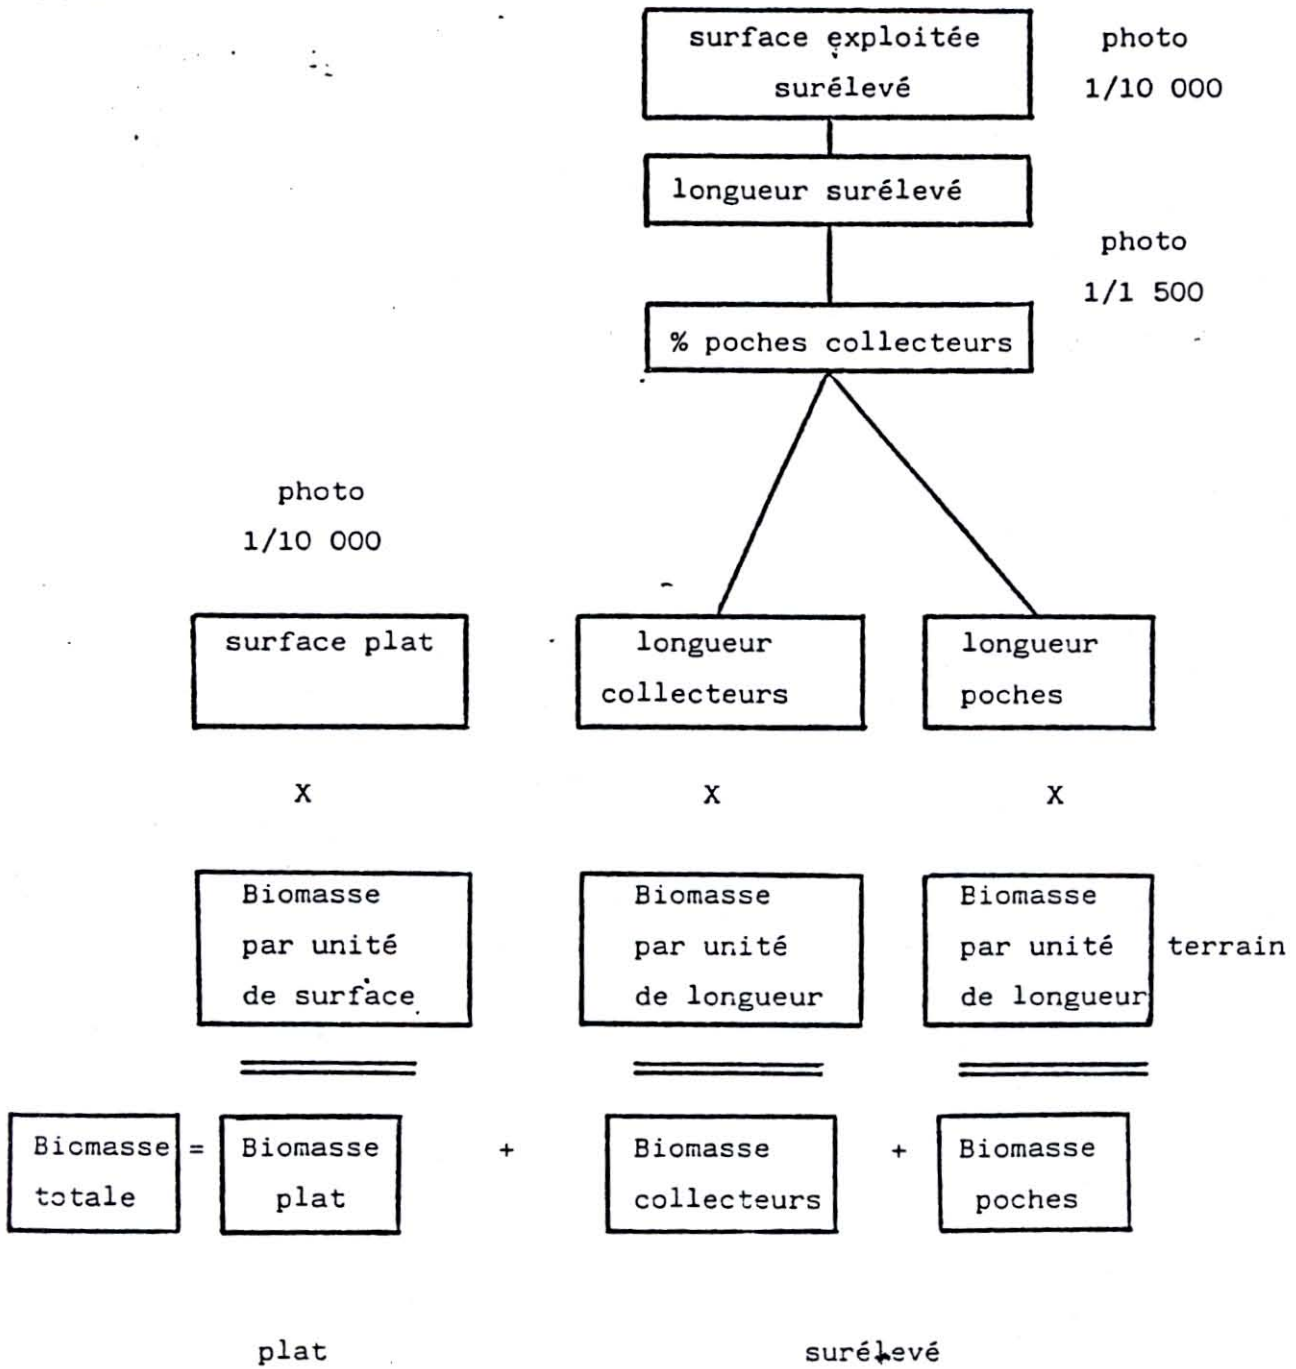 surface exploitée photo
surélevé 1/10 000
longueur surélevé
photo
1/1 500
% poches collecteurs
photo
1/10 000
surface plat longueur longueur
collecteurs poches
X X X
Biomasse Biomasse Biomasse
par unité par unité par unité terrain
de surface de longueur de longueur
Biomasse = Biomasse + Biomasse + Biomasse
totale plat collecteurs poches
plat surélevé